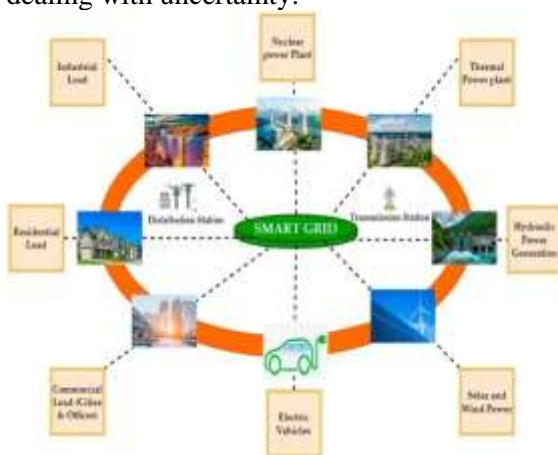 dealing with uncertainty.
Nuclear
power Plant
Industrial
Load
Thermal
Power plant
Distribution Station
Transmission Station
SMART GRID
Residential
Load
Hydraulic
Power
Generation
Commercial
Load (Cities
& Offices)
Electric
Vehicles
Solar and
Wind Power